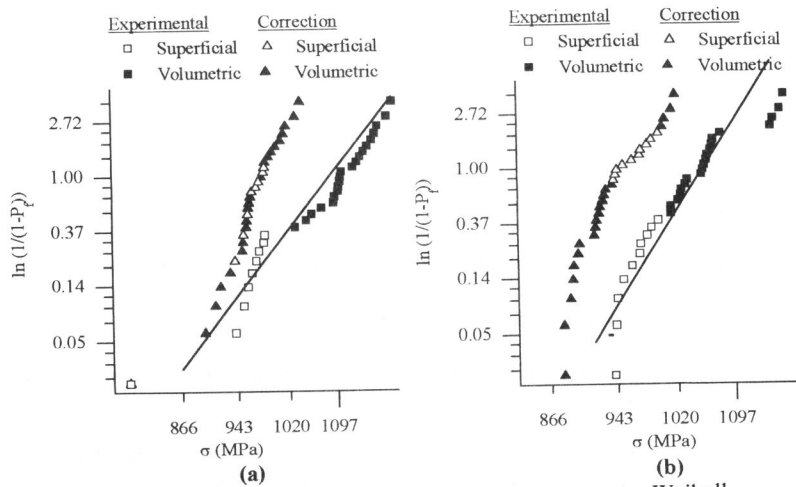 Experimental Correction
Superficial Superficial
Volumetric Volumetric
ln (1/(1-Pf))
2.72
1.00
0.37
0.14
0.05
866 943 1020 1097
σ (MPa)
(a)
Experimental Correction
Superficial Superficial
Volumetric Volumetric
ln (1/(1-Pf))
2.72
1.00
0.37
0.14
0.05
866 943 1020 1097
σ (MPa)
(b)